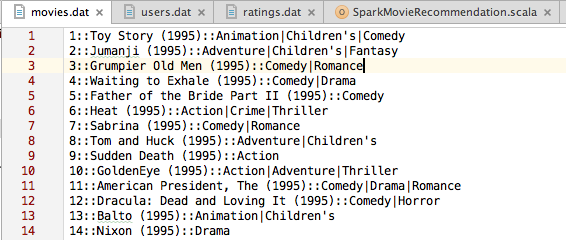 movies.dat users.dat ratings.dat SparkMovieRecommendation.scala
1 1::Toy Story (1995)::Animation|Children's|Comedy
2 2::Jumanji (1995)::Adventure|Children's|Fantasy
3 3::Grumpier Old Men (1995)::Comedy|Romance
4 4::Waiting to Exhale (1995)::Comedy|Drama
5 5::Father of the Bride Part II (1995)::Comedy
6 6::Heat (1995)::Action|Crime|Thriller
7 7::Sabrina (1995)::Comedy|Romance
8 8::Tom and Huck (1995)::Adventure|Children's
9 9::Sudden Death (1995)::Action
10 10::GoldenEye (1995)::Action|Adventure|Thriller
11 11::American President, The (1995)::Comedy|Drama|Romance
12 12::Dracula: Dead and Loving It (1995)::Comedy|Horror
13 13::Balto (1995)::Animation|Children's
14 14::Nixon (1995)::Drama